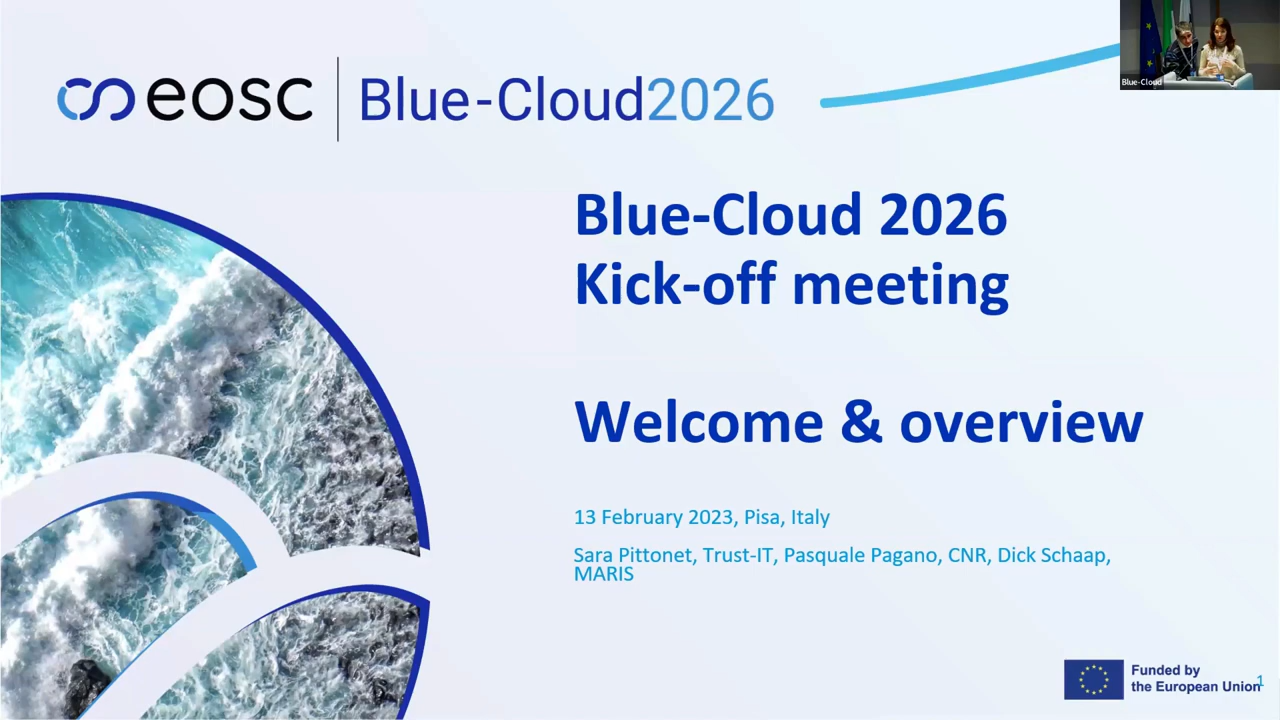 Blue-Cloud
eosc
Blue-Cloud2026
Blue-Cloud 2026
Kick-off meeting
Welcome & overview
13 February 2023, Pisa, Italy
Sara Pittonet, Trust-IT, Pasquale Pagano, CNR, Dick Schaap,
MARIS
Funded by
the European Union
1